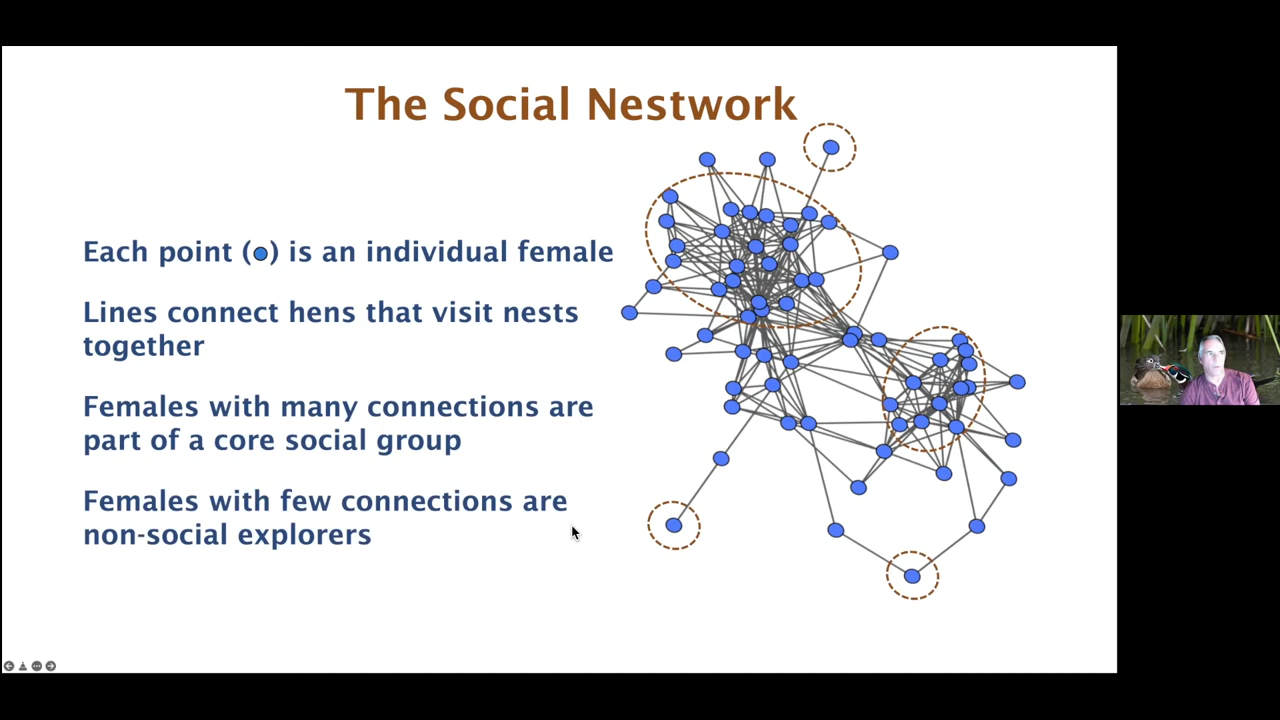 The Social Nestwork
Each point ( ) is an individual female
Lines connect hens that visit nests
together
Females with many connections are
part of a core social group
Females with few connections are
non-social explorers